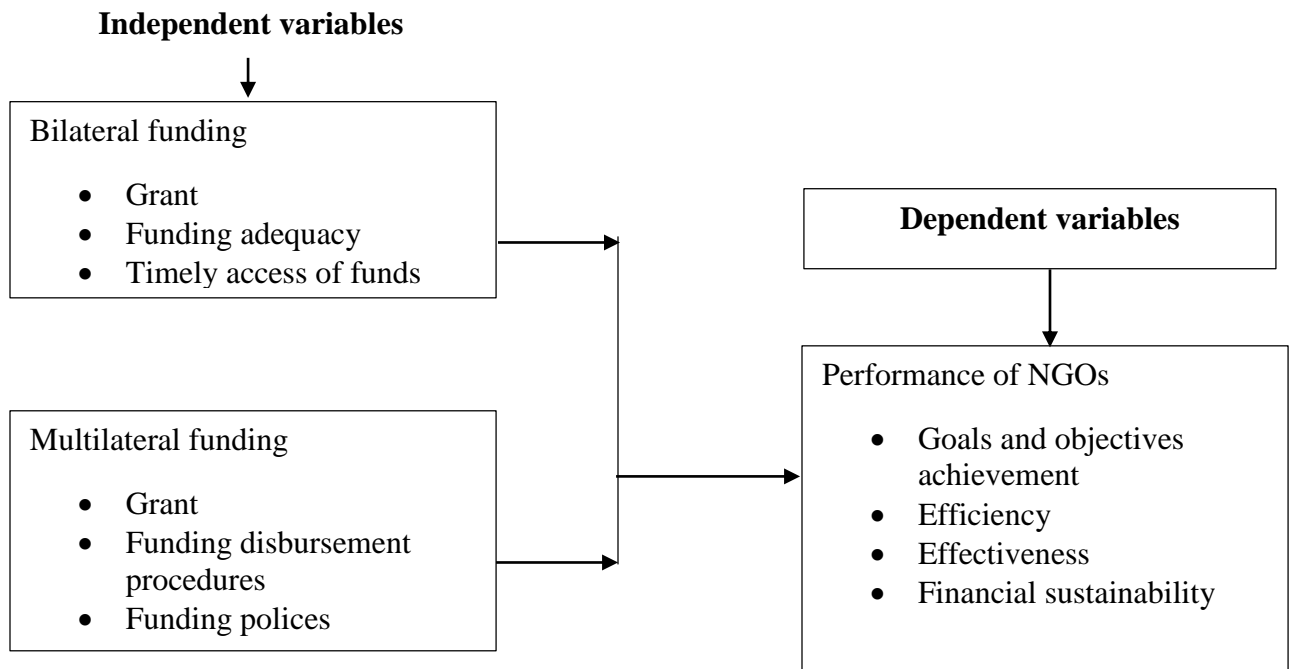 Independent variables
Bilateral funding
• Grant
• Funding adequacy
• Timely access of funds
Multilateral funding
• Grant
• Funding disbursement
procedures
• Funding polices
Dependent variables
Performance of NGOs
• Goals and objectives
achievement
• Efficiency
• Effectiveness
• Financial sustainability